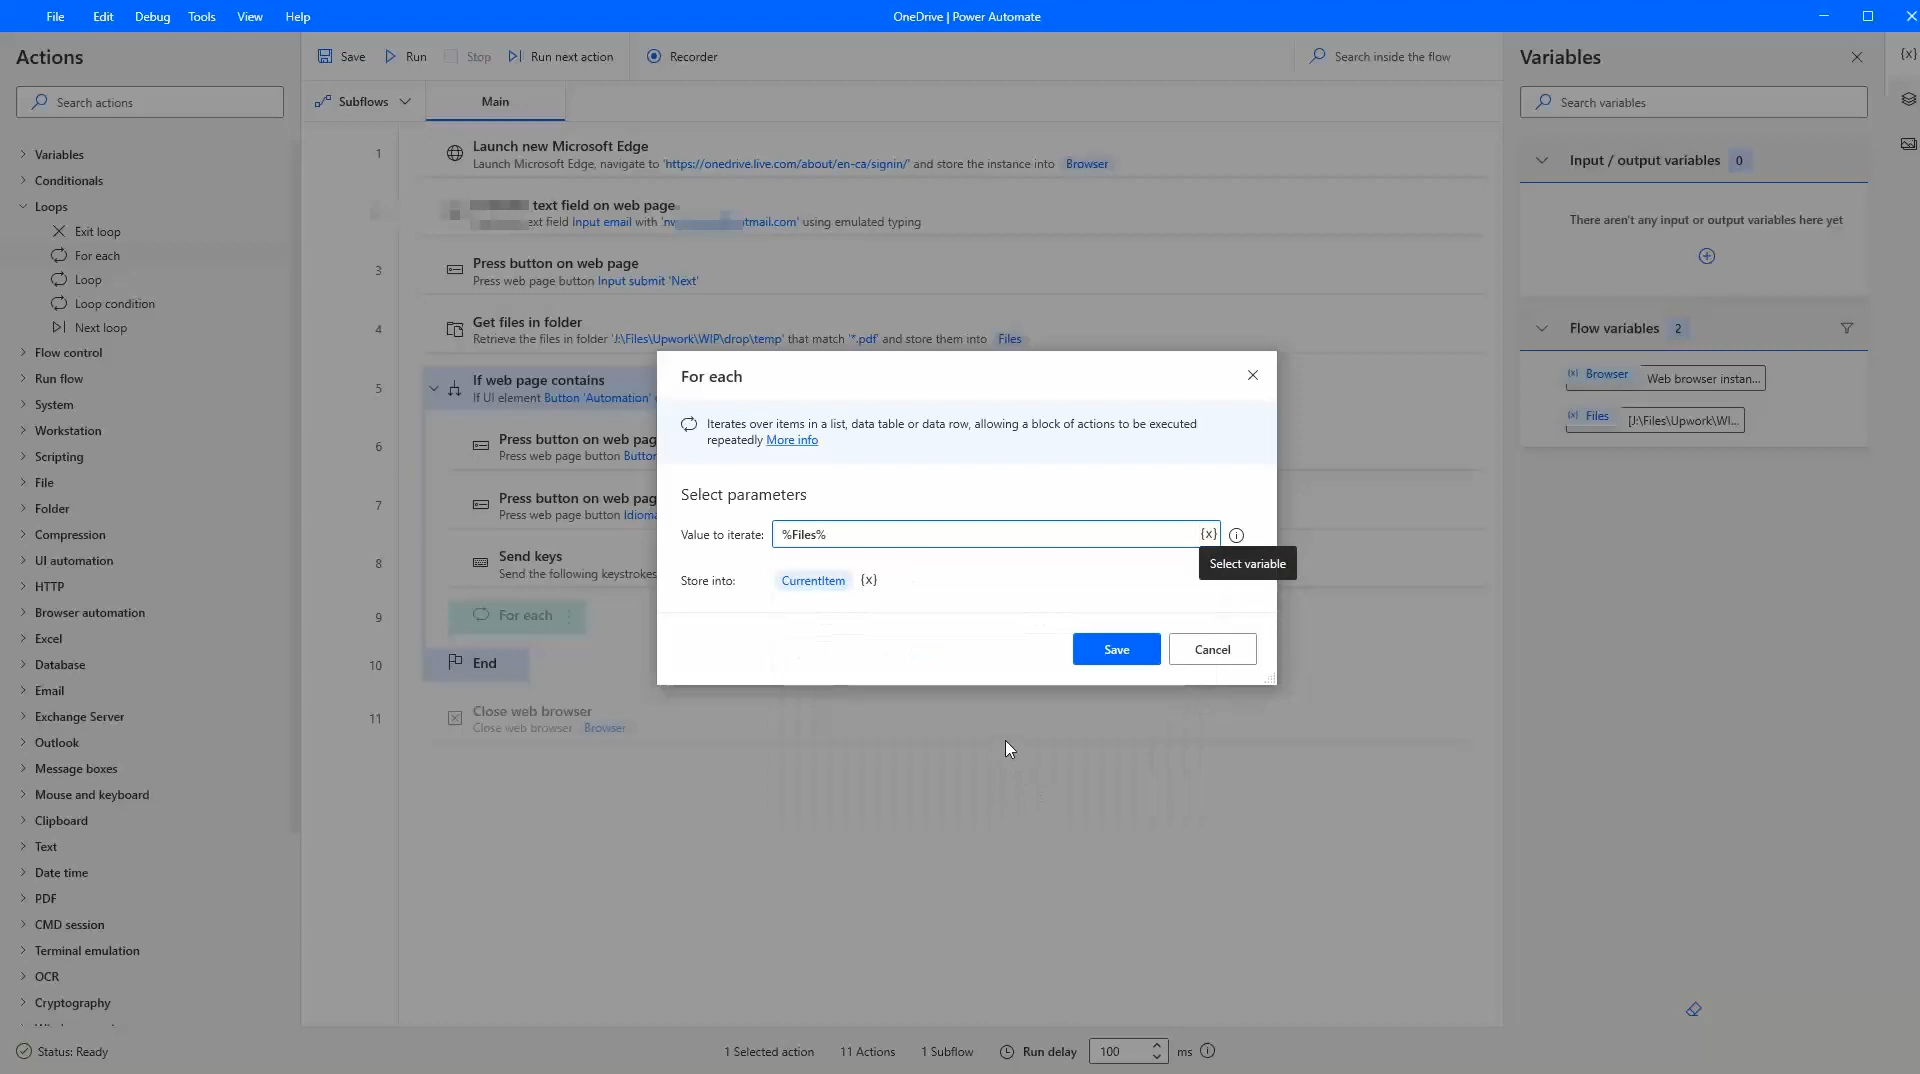 File Edit Debug Tools View Help
OneDrive | Power Automate
Actions
Search actions
Variables
Conditionals
Loops
Exit loop
For each
Loop
Loop condition
Next loop
Flow control
Run flow
System
Workstation
Scripting
File
Folder
Compression
UI automation
HTTP
Browser automation
Excel
Database
Email
Exchange Server
Outlook
Message boxes
Mouse and keyboard
Clipboard
Text
Date time
PDF
CMD session
Terminal emulation
OCR
Cryptography
Save Run Stop Run next action Recorder
Search inside the flow
Subflows Main
1 Launch new Microsoft Edge
Launch Microsoft Edge, navigate to 'https://onedrive.live.com/about/en-ca/signin/' and store the instance into Browser
text field on web page
field Input email with using emulated typing
3 Press button on web page
Press web page button Input submit 'Next'
4 Get files in folder
Retrieve the files in folder 'J:\Files\Upwork\WIP\drop\temp' that match '*.pdf' and store them into Files
5 If web page contains
If UI element Button 'Automation'
6 Press button on web pag
Press web page button
7 Press button on web pag
Press web page button
8 Send keys
Send the following keystrokes
9 For each
10 End
11 Close web browser
Close web browser Browser
For each
Iterates over items in a list, data table or data row, allowing a block of actions to be executed
repeatedly More info
Select parameters
Value to iterate: %Files% {x}
Select variable
Store into: CurrentItem {x}
Save Cancel
Variables
{x}
Search variables
Input / output variables 0
There aren't any input or output variables here yet
Flow variables 2
{x} Browser Web browser instan...
{x} Files [J:\Files\Upwork\WI...
Status: Ready
1 Selected action 11 Actions 1 Subflow Run delay 100 ms